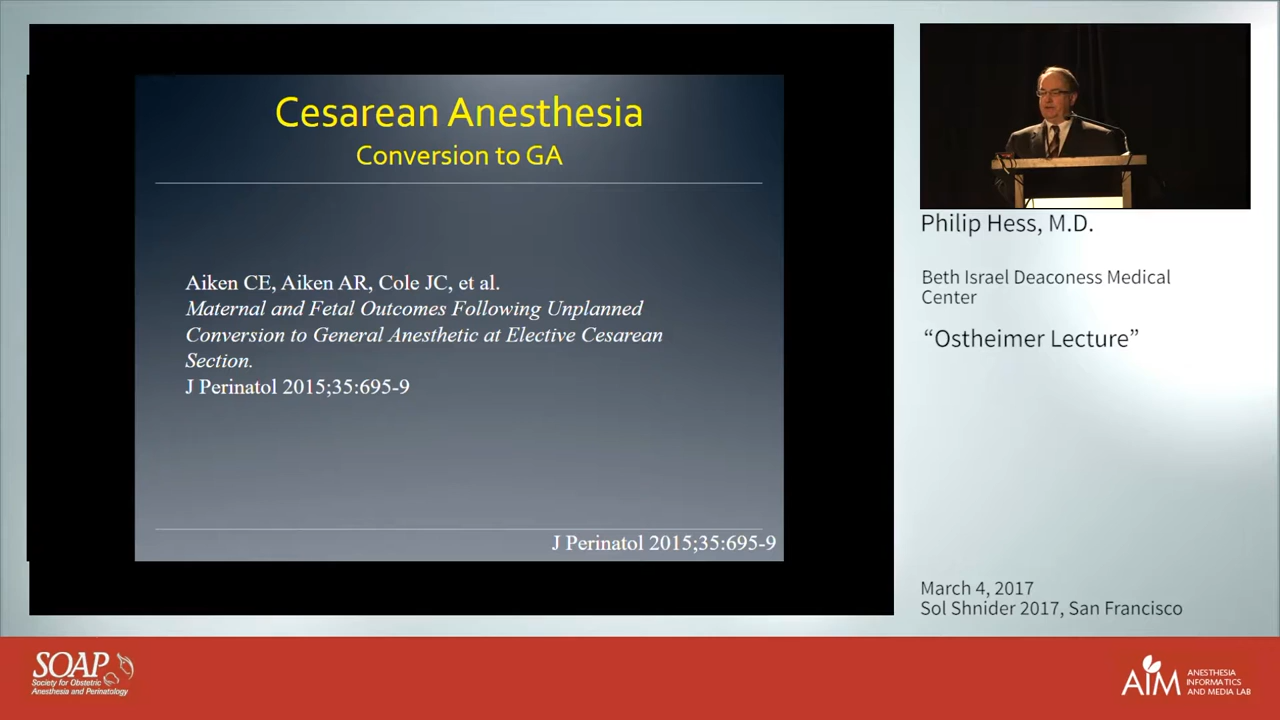 Cesarean Anesthesia
Conversion to GA
Aiken CE, Aiken AR, Cole JC, et al.
Maternal and Fetal Outcomes Following Unplanned
Conversion to General Anesthetic at Elective Cesarean
Section.
J Perinatol 2015;35:695-9
J Perinatol 2015;35:695-9
Philip Hess, M.D.
Beth Israel Deaconess Medical
Center
“Ostheimer Lecture”
March 4, 2017
Sol Shnider 2017, San Francisco
SOAP
Society for Obstetric
Anesthesia and Perinatology
AIM
ANESTHESIA
INFORMATICS
AND MEDIA LAB